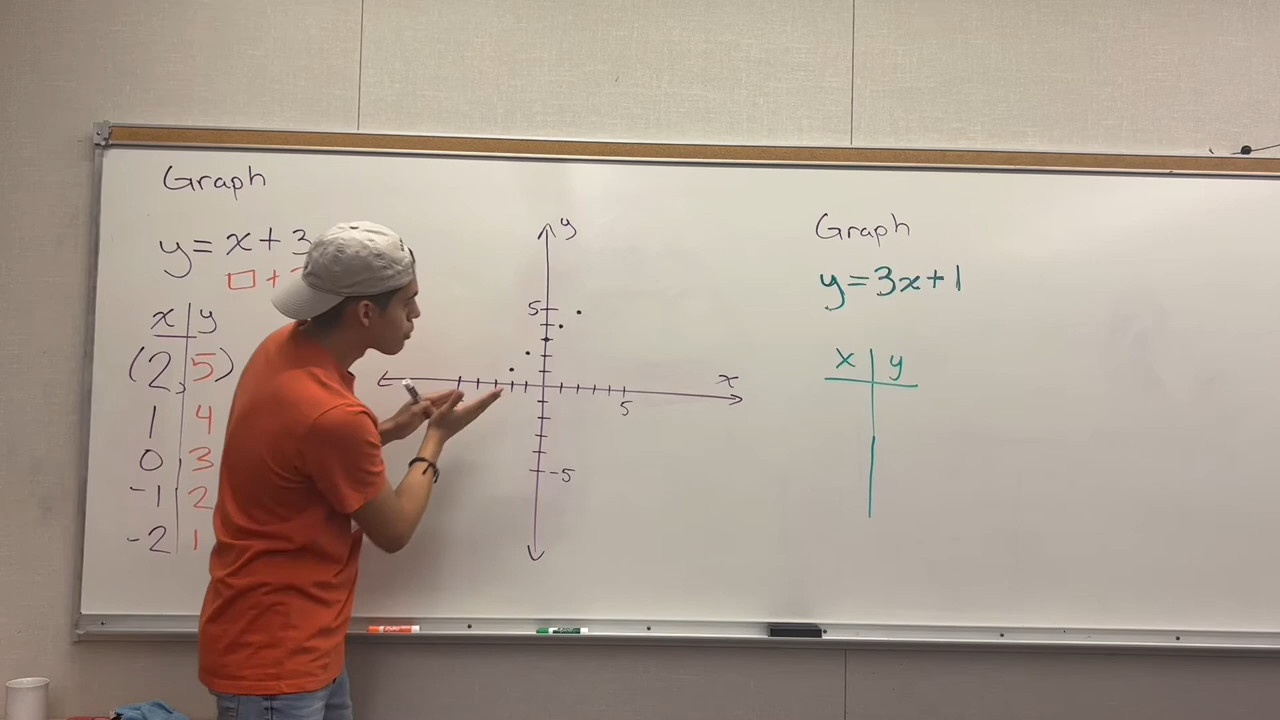 Graph
y = x + 3
□ +
x y
(2, 5)
1 4
0 3
-1 2
-2 1
y
5
x
5
-5
Graph
y = 3x + 1
x y